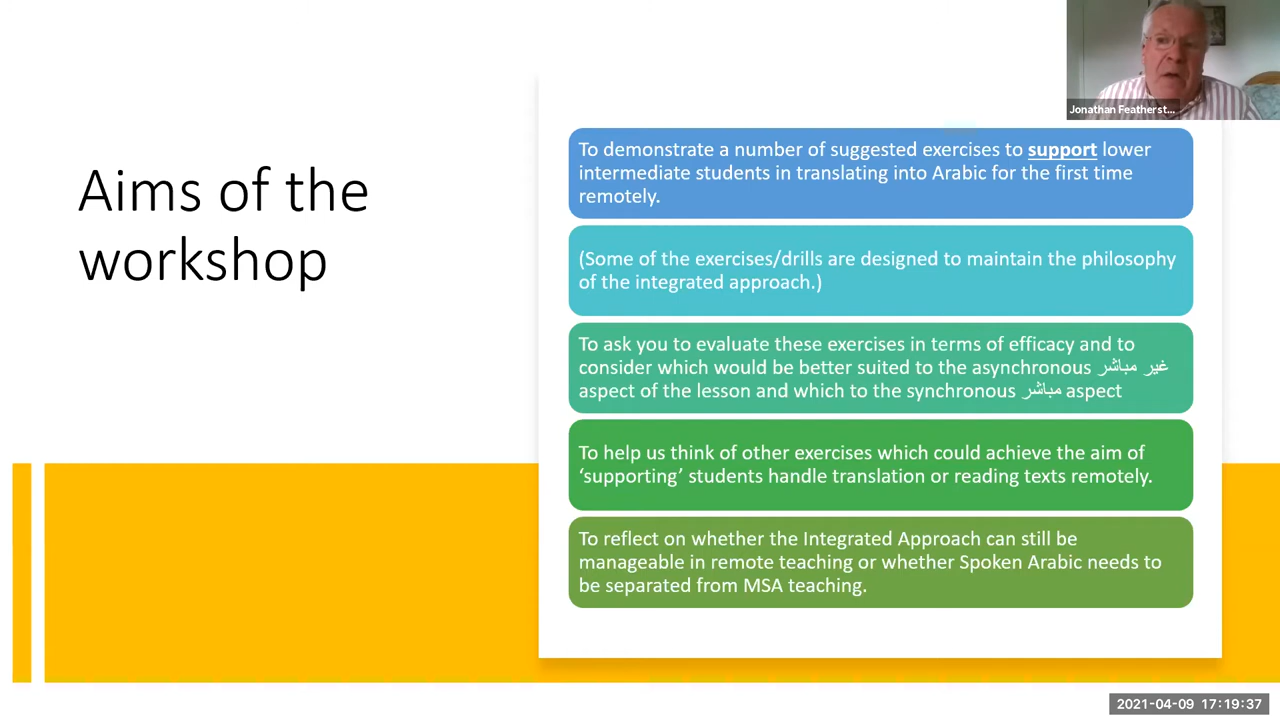 Aims of the
workshop
To demonstrate a number of suggested exercises to support lower
intermediate students in translating into Arabic for the first time
remotely.
(Some of the exercises/drills are designed to maintain the philosophy
of the integrated approach.)
To ask you to evaluate these exercises in terms of efficacy and to
consider which would be better suited to the asynchronous غير مباشر
aspect of the lesson and which to the synchronous مباشر aspect
To help us think of other exercises which could achieve the aim of
‘supporting’ students handle translation or reading texts remotely.
To reflect on whether the Integrated Approach can still be
manageable in remote teaching or whether Spoken Arabic needs to
be separated from MSA teaching.
Jonathan Featherst...
2021-04-09 17:19:37